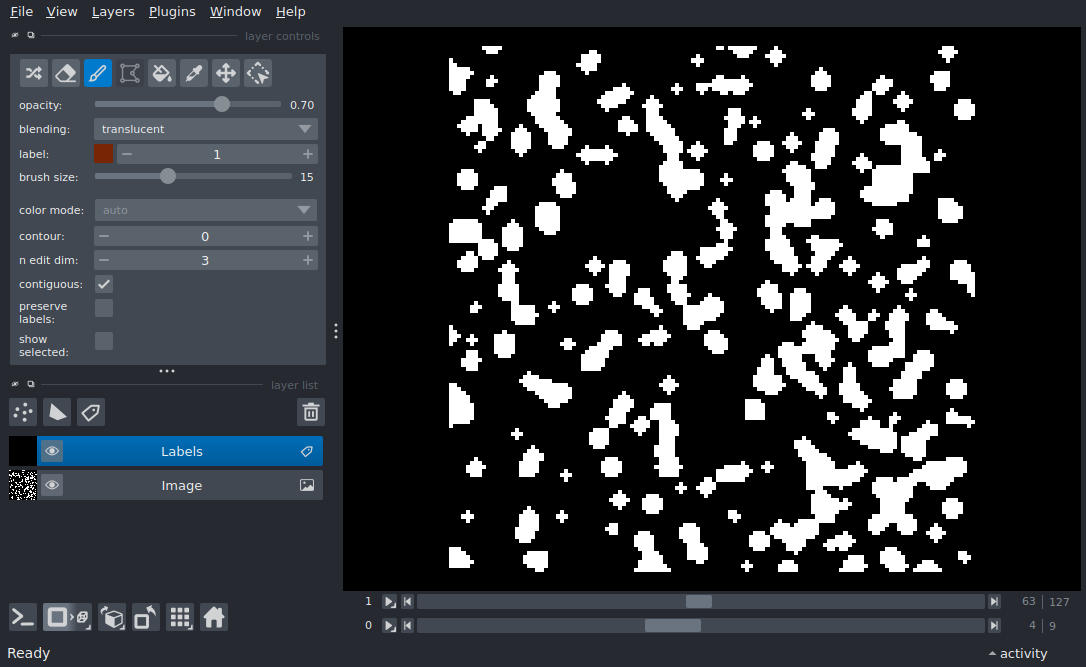 File View Layers Plugins Window Help
layer controls
opacity: 0.70
blending: translucent
label: 1
brush size: 15
color mode: auto
contour: 0
n edit dim: 3
contiguous:
preserve
labels:
show
selected:
layer list
Labels
Image
1 63 | 127
0 4 | 9
Ready activity